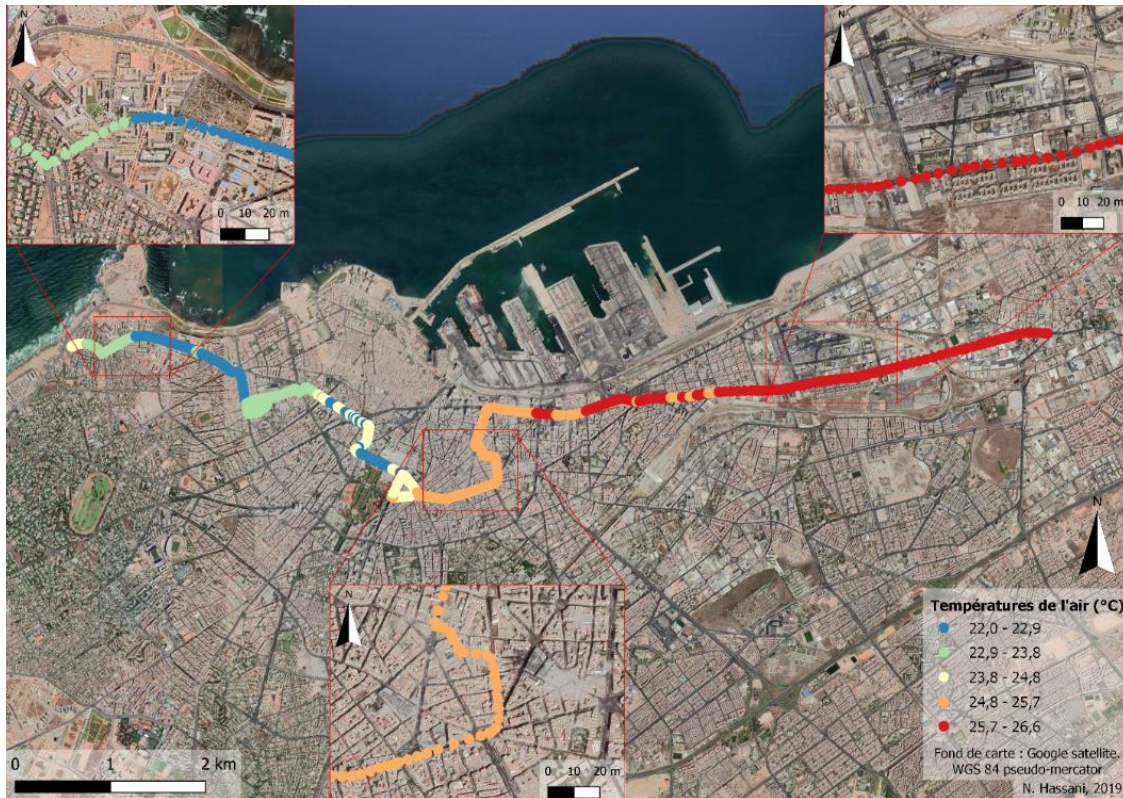 N
0 10 20 m
N
0 10 20 m
N
0 10 20 m
N
0 1 2 km
Températures de l'air (°C)
22,0 - 22,9
22,9 - 23,8
23,8 - 24,8
24,8 - 25,7
25,7 - 26,6
Fond de carte : Google satellite.
WGS 84 pseudo-mercator
N. Hassani, 2019